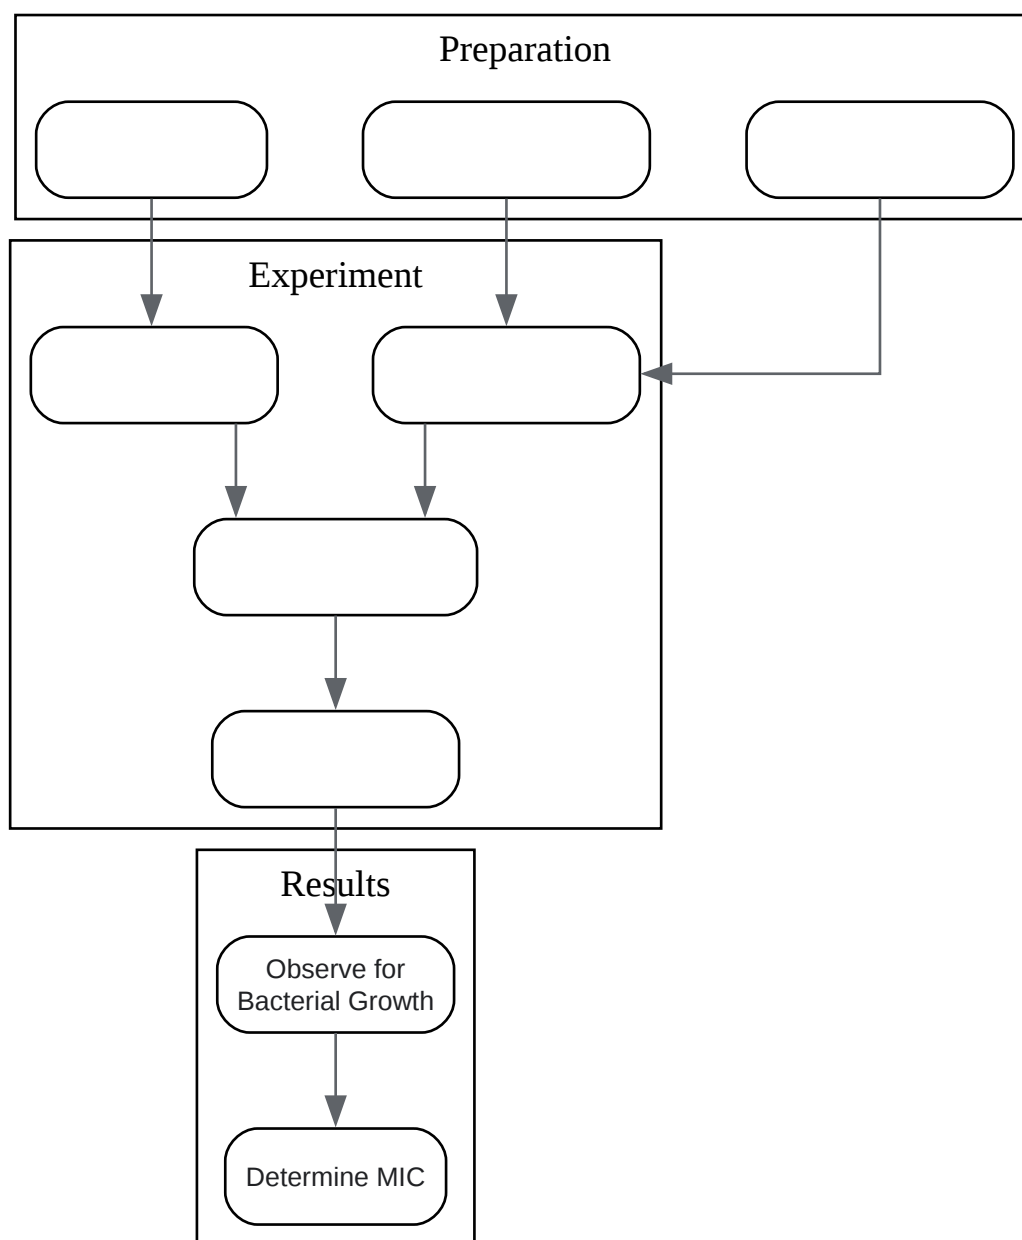 Preparation
Experiment
Results
Observe for
Bacterial Growth
Determine MIC